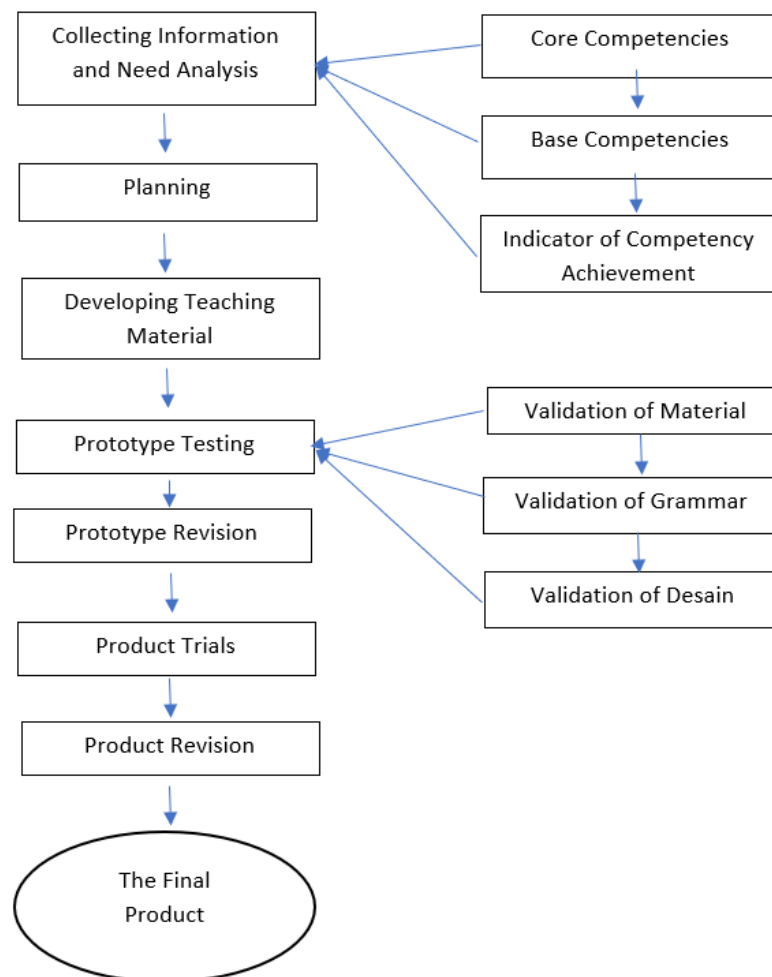 Collecting Information
and Need Analysis
Planning
Developing Teaching
Material
Prototype Testing
Prototype Revision
Product Trials
Product Revision
The Final
Product
Core Competencies
Base Competencies
Indicator of Competency
Achievement
Validation of Material
Validation of Grammar
Validation of Desain